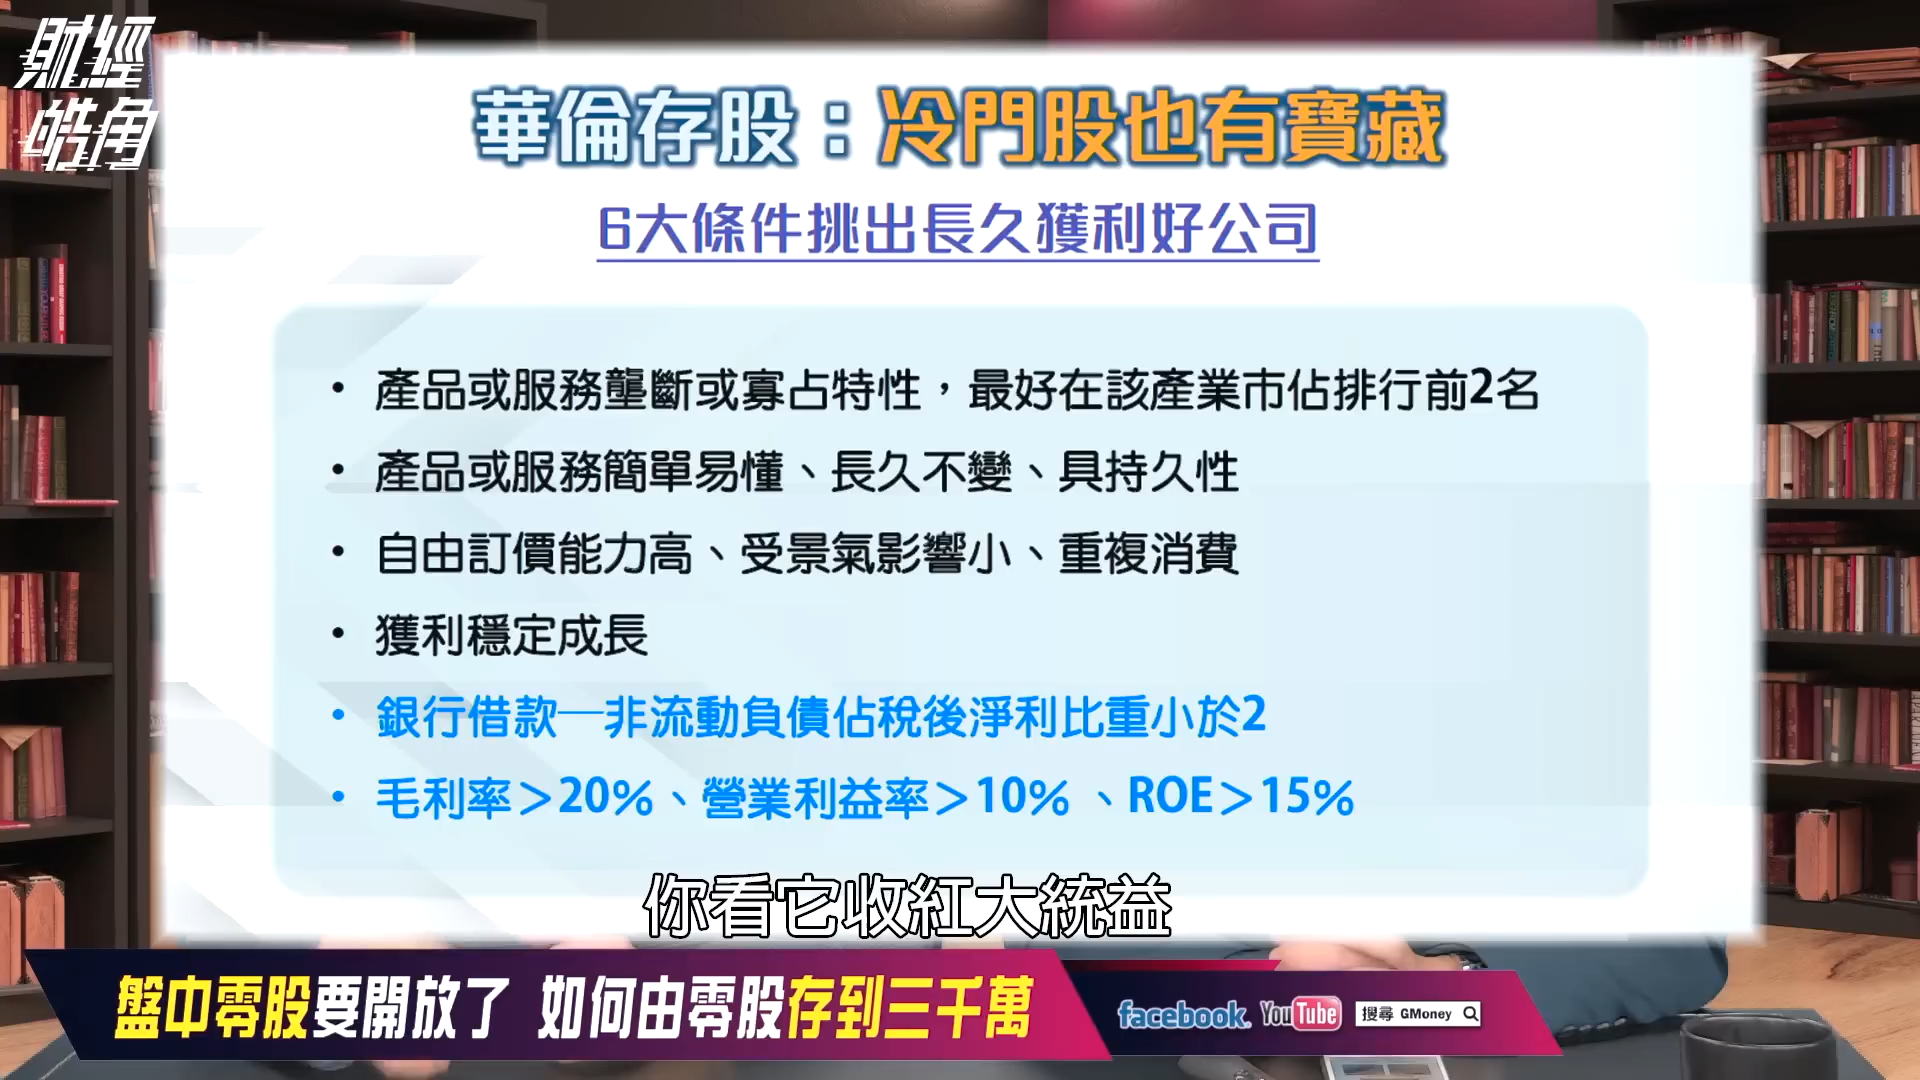 財經
皓角
華倫存股：冷門股也有寶藏
6大條件挑出長久獲利好公司
• 產品或服務壟斷或寡占特性，最好在該產業市佔排行前2名
• 產品或服務簡單易懂、長久不變、具持久性
• 自由訂價能力高、受景氣影響小、重複消費
• 獲利穩定成長
• 銀行借款─非流動負債佔稅後淨利比重小於2
• 毛利率＞20%、營業利益率＞10% 、ROE＞15%
你看它收紅大統益
盤中零股要開放了 如何由零股存到三千萬
facebook. YouTube 搜尋 GMoney